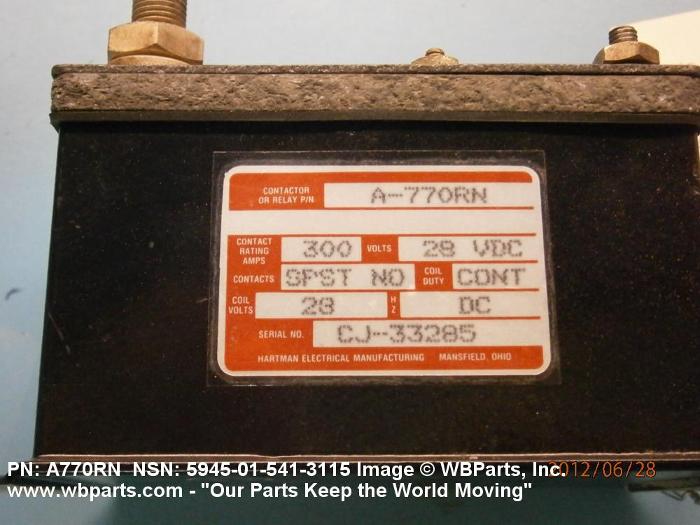 CONTACTOR
OR RELAY P/N A-770RN
CONTACT
RATING
AMPS 300 VOLTS 28 VDC
CONTACTS SPST NO COIL
DUTY CONT
COIL
VOLTS 28 HZ DC
SERIAL NO. CJ-33285
HARTMAN ELECTRICAL MANUFACTURING MANSFIELD, OHIO
PN: A770RN NSN: 5945-01-541-3115 Image © WBParts, Inc. 2012/06/28
www.wbparts.com - "Our Parts Keep the World Moving"